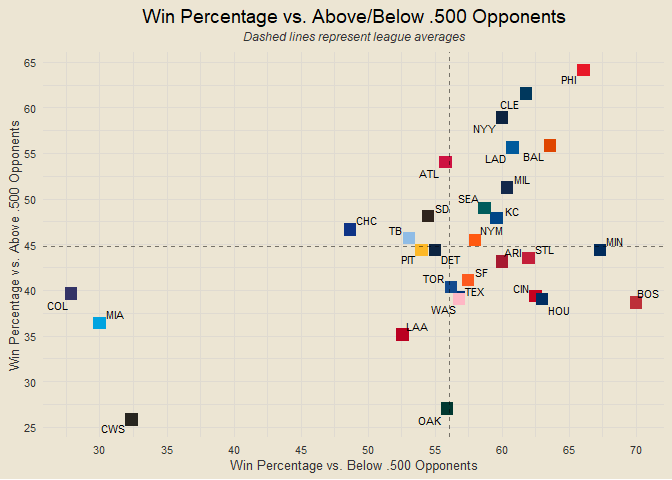 Win Percentage vs. Above/Below .500 Opponents
Dashed lines represent league averages
Win Percentage vs. Above .500 Opponents
65
60
55
50
45
40
35
30
25
PHI
CLE
NYY
LAD
BAL
ATL
MIL
SEA
SD
KC
CHC
TB
NYM
PIT
DET
MIN
ARI
STL
SF
TOR
TEX
CIN
BOS
COL
WAS
HOU
MIA
LAA
OAK
CWS
30
35
40
45
50
55
60
65
70
Win Percentage vs. Below .500 Opponents